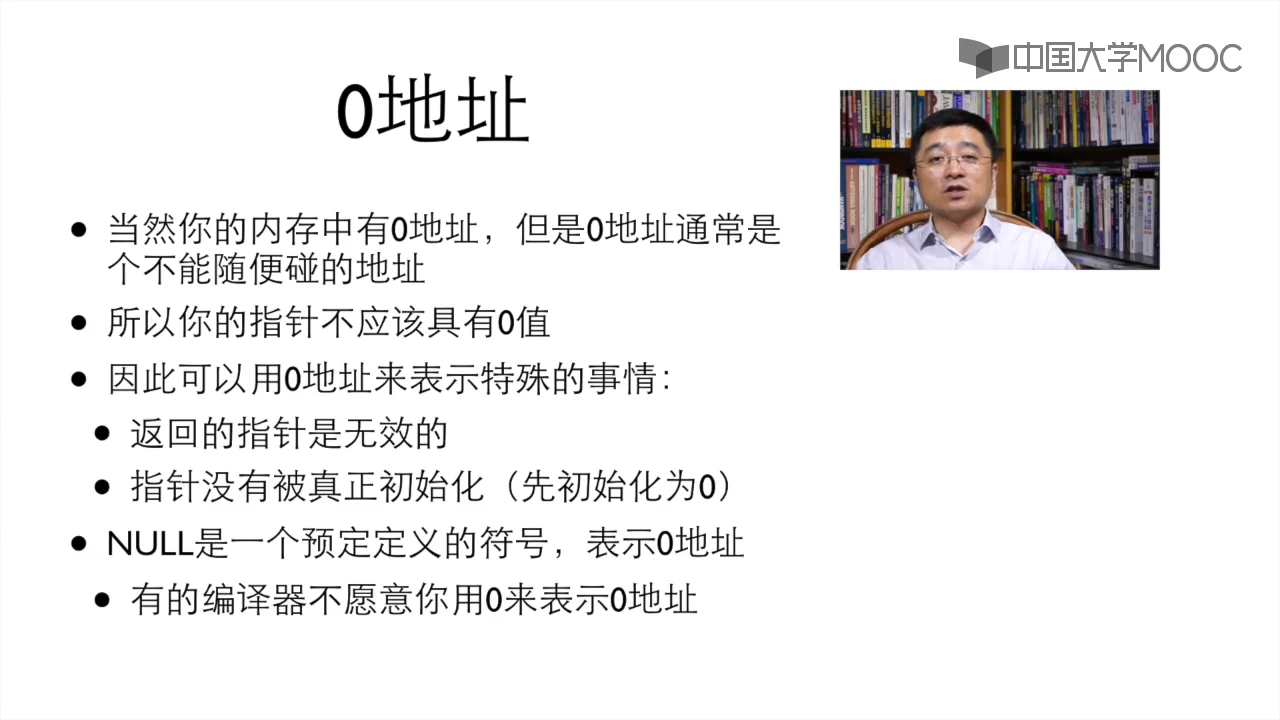 中国大学MOOC
0地址
当然你的内存中有0地址，但是0地址通常是
个不能随便碰的地址
所以你的指针不应该具有0值
因此可以用0地址来表示特殊的事情：
返回的指针是无效的
指针没有被真正初始化（先初始化为0）
NULL是一个预定定义的符号，表示0地址
有的编译器不愿意你用0来表示0地址